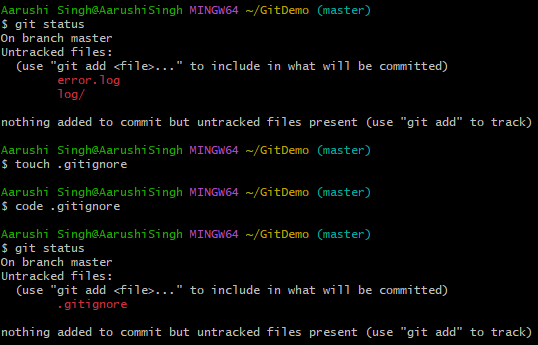 Aarushi Singh@AarushiSingh MINGW64 ~/GitDemo (master)
$ git status
On branch master
Untracked files:
  (use "git add <file>..." to include in what will be committed)
        error.log
        log/

nothing added to commit but untracked files present (use "git add" to track)

Aarushi Singh@AarushiSingh MINGW64 ~/GitDemo (master)
$ touch .gitignore

Aarushi Singh@AarushiSingh MINGW64 ~/GitDemo (master)
$ code .gitignore

Aarushi Singh@AarushiSingh MINGW64 ~/GitDemo (master)
$ git status
On branch master
Untracked files:
  (use "git add <file>..." to include in what will be committed)
        .gitignore

nothing added to commit but untracked files present (use "git add" to track)